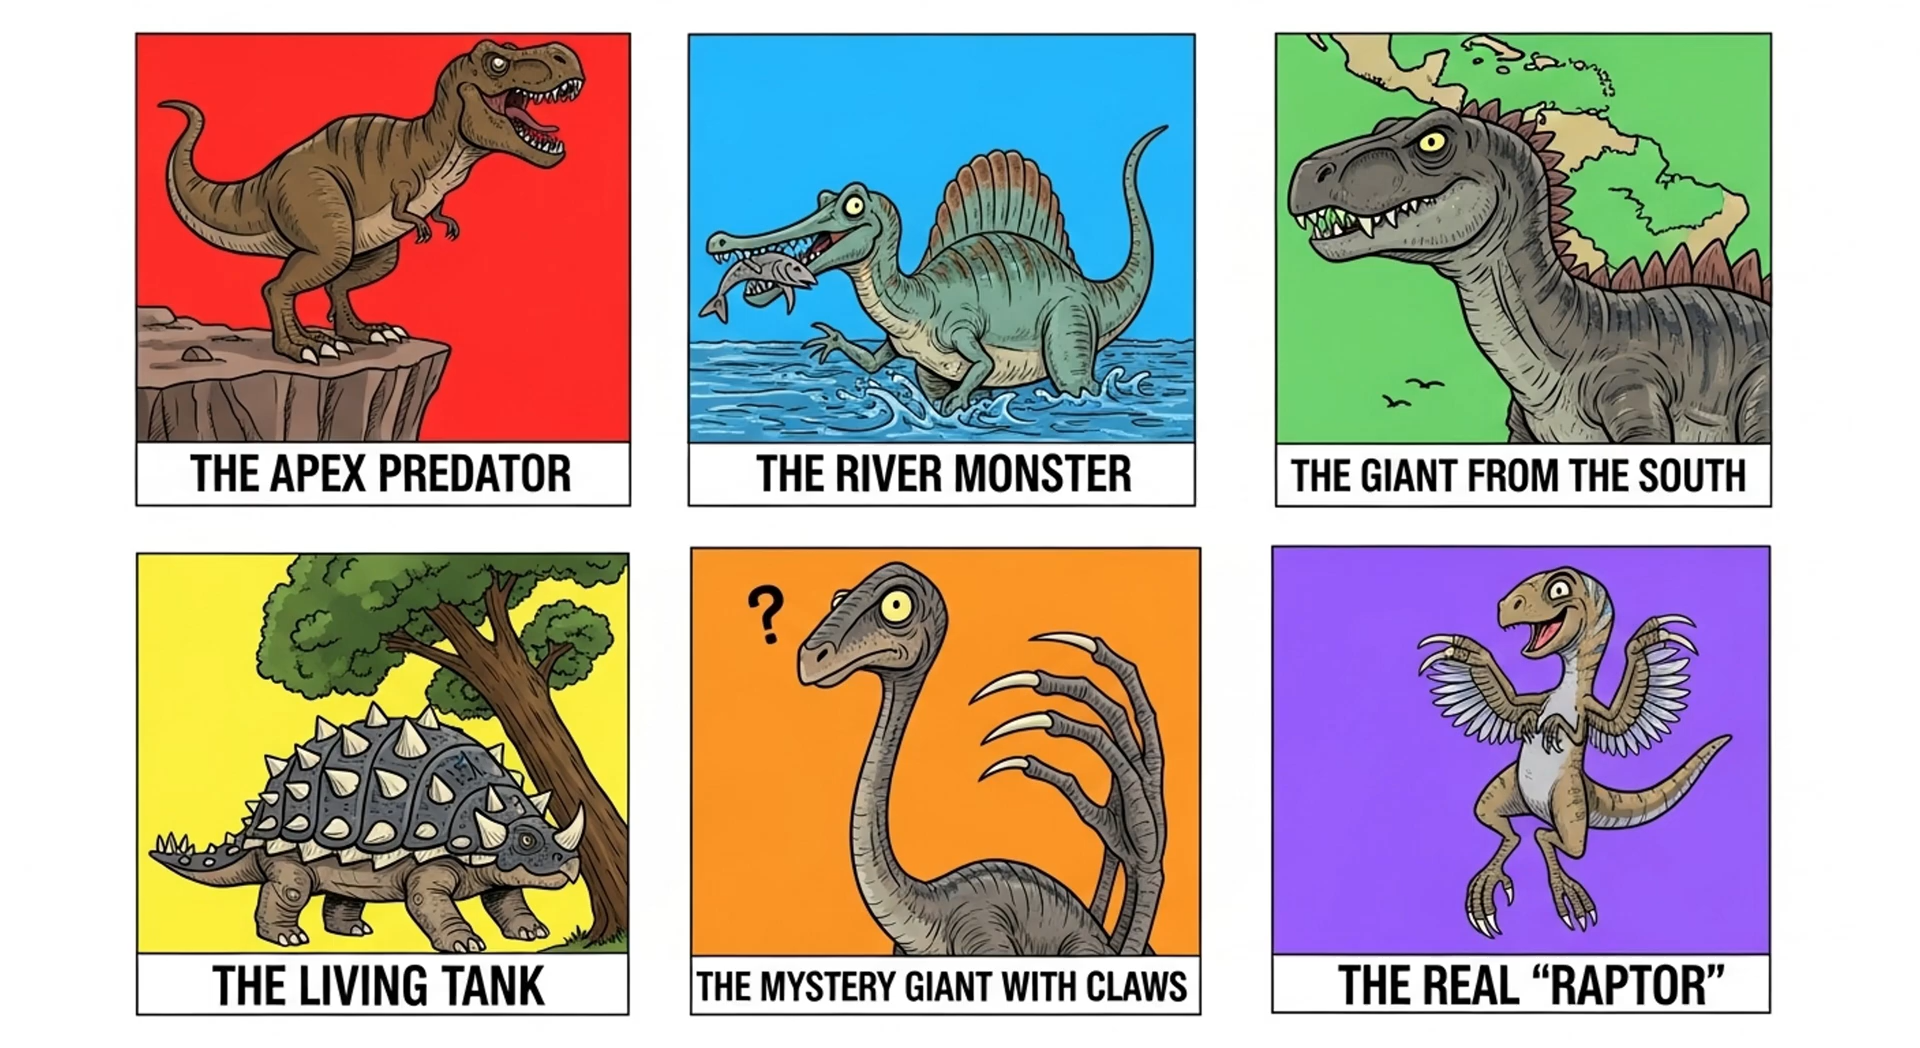 THE APEX PREDATOR
THE RIVER MONSTER
THE GIANT FROM THE SOUTH
?
THE LIVING TANK
THE MYSTERY GIANT WITH CLAWS
THE REAL “RAPTOR”